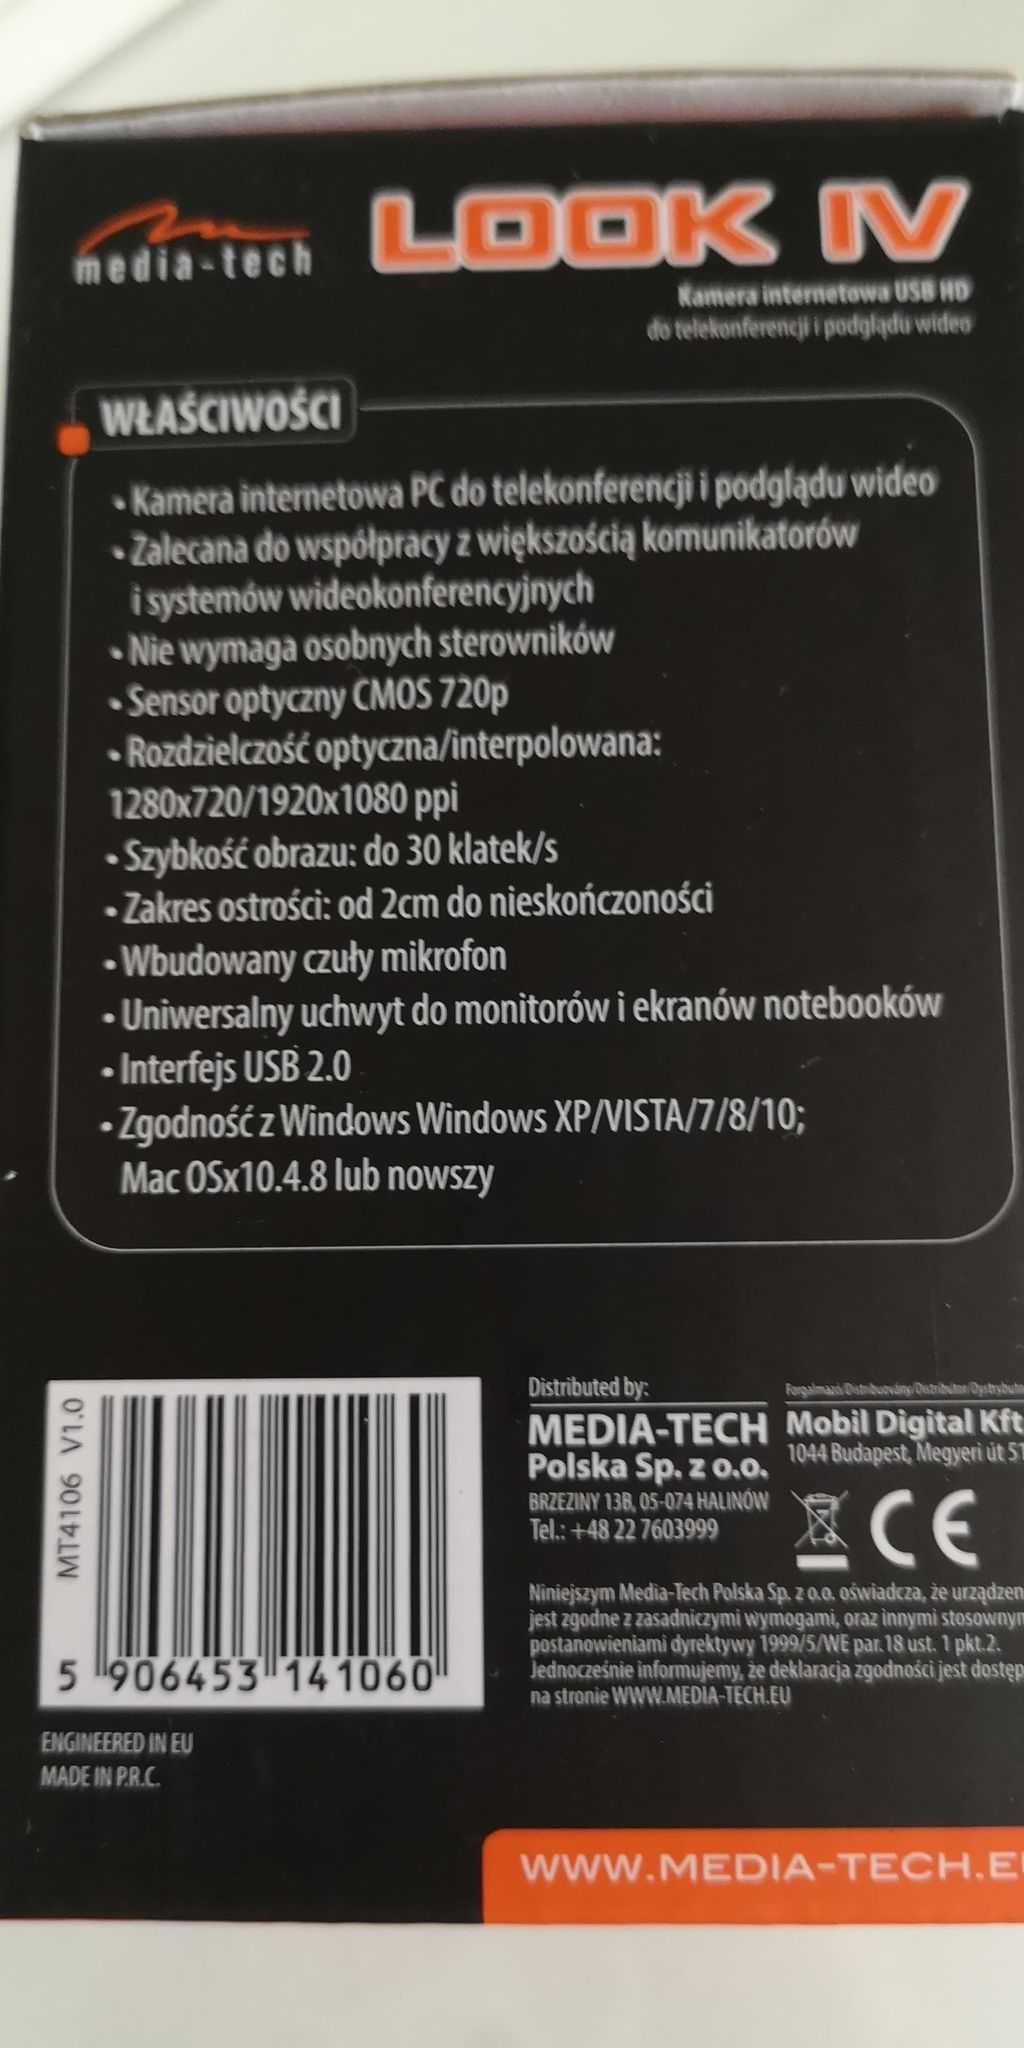 media-tech
LOOK IV
Kamera internetowa USB HD
do telekonferencji i podglądu wideo
WŁAŚCIWOŚCI
• Kamera internetowa PC do telekonferencji i podglądu wideo
• Zalecana do współpracy z większością komunikatorów
i systemów wideokonferencyjnych
• Nie wymaga osobnych sterowników
• Sensor optyczny CMOS 720p
• Rozdzielczość optyczna/interpolowana:
1280x720/1920x1080 ppi
• Szybkość obrazu: do 30 klatek/s
• Zakres ostrości: od 2cm do nieskończoności
• Wbudowany czuły mikrofon
• Uniwersalny uchwyt do monitorów i ekranów notebooków
• Interfejs USB 2.0
• Zgodność z Windows Windows XP/VISTA/7/8/10;
Mac OSx10.4.8 lub nowszy
MT4106 V1.0
5 906453 141060
ENGINEERED IN EU
MADE IN P.R.C.
Distributed by:
MEDIA-TECH
Polska Sp. z o.o.
BRZEZINY 13B, 05-074 HALINÓW
Tel.: +48 22 7603999
Forgalmazó/Distribuovány/Distribútor/Dystrybuto
Mobil Digital Kft
1044 Budapest, Megyeri út 51
CE
Niniejszym Media-Tech Polska Sp. z o.o. oświadcza, że urządzen
jest zgodne z zasadniczymi wymogami, oraz innymi stosownym
postanowieniami dyrektywy 1999/5/WE par.18 ust. 1 pkt.2.
Jednocześnie informujemy, że deklaracja zgodności jest dostęp
na stronie WWW.MEDIA-TECH.EU
WWW.MEDIA-TECH.E